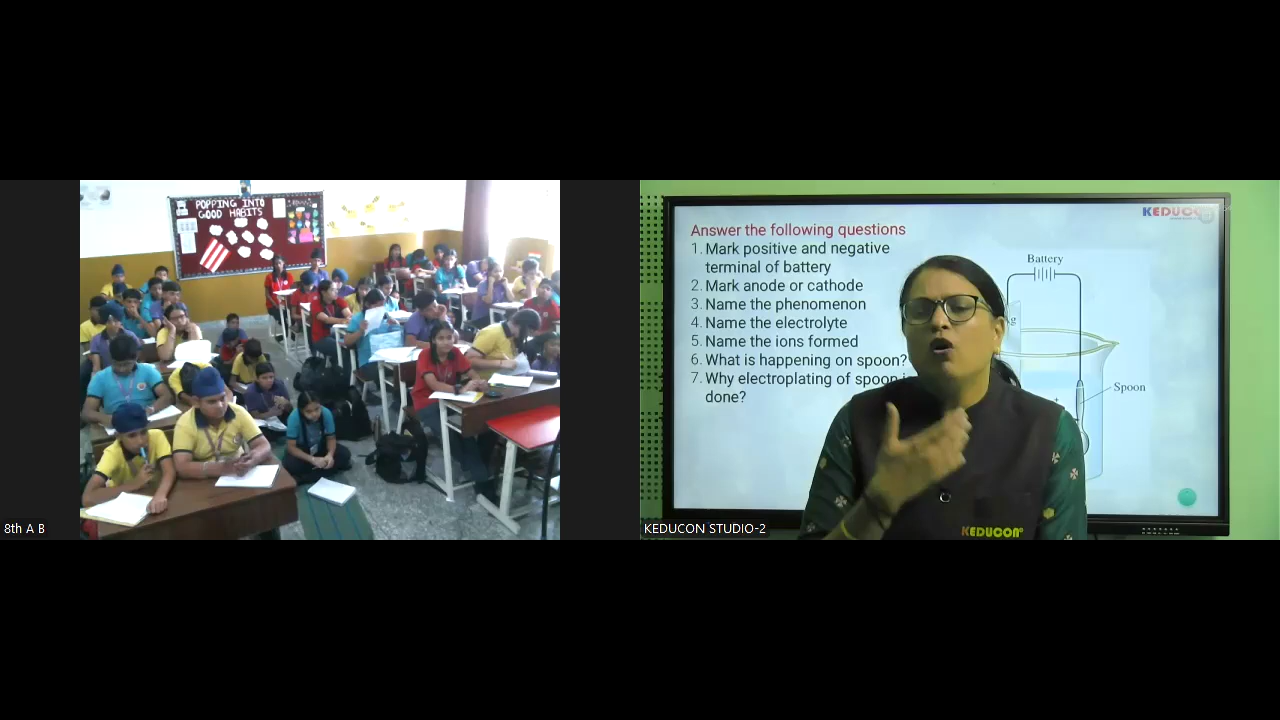 POPPING INTO
GOOD HABITS
8th A B
KEDUCON
Answer the following questions
1. Mark positive and negative
terminal of battery
2. Mark anode or cathode
3. Name the phenomenon
4. Name the electrolyte
5. Name the ions formed
6. What is happening on spoon?
7. Why electroplating of spoon
done?
Battery
Spoon
+
KEDUCON
KEDUCON STUDIO-2